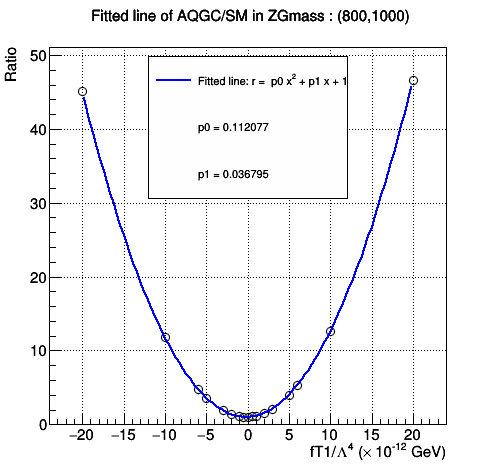 Fitted line of AQGC/SM in ZGmass : (800,1000)
Ratio
50
40
30
20
10
0
Fitted line: r = p0 x² + p1 x + 1
p0 = 0.112077
p1 = 0.036795
−20 −15 −10 −5 0 5 10 15 20
fT1/Λ⁴ (× 10⁻¹² GeV)